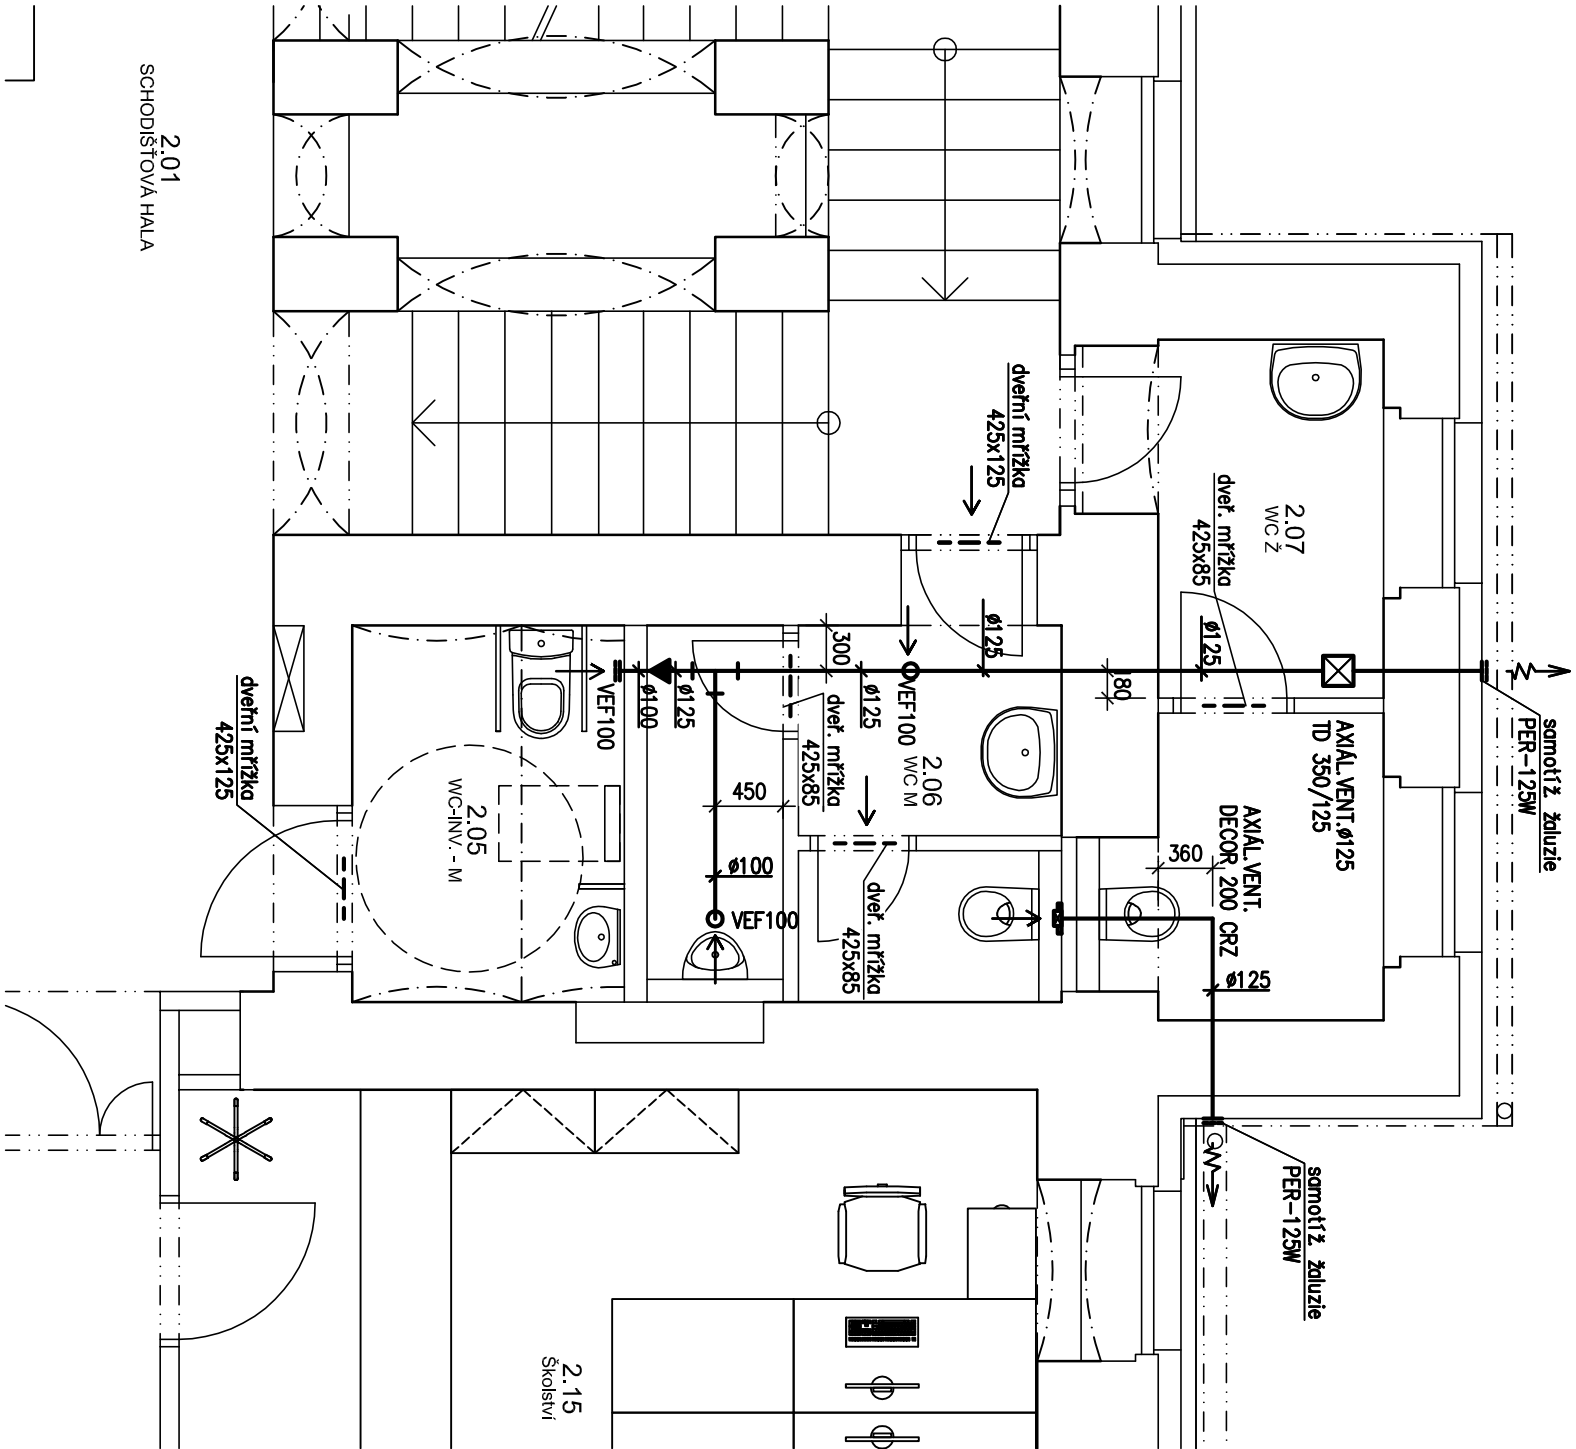 2.01
SCHODIŠŤOVÁ HALA
dveřní mřížka
425x125
2.07
WC Ž
dveř. mřížka
425x85
ø125
ø125
300
180
samotíž. žaluzie
PER-125W
AXIÁL.VENT.ø125
TD 350/125
AXIÁL.VENT.
DECOR 200 CRZ
360
ø125
VEF100
ø100
ø125
ø125
VEF100
2.06
WC M
dveř. mřížka
425x85
450
ø100
VEF100
dveř. mřížka
425x85
2.05
WC-INV. - M
dveřní mřížka
425x125
samotíž. žaluzie
PER-125W
2.15
Školství